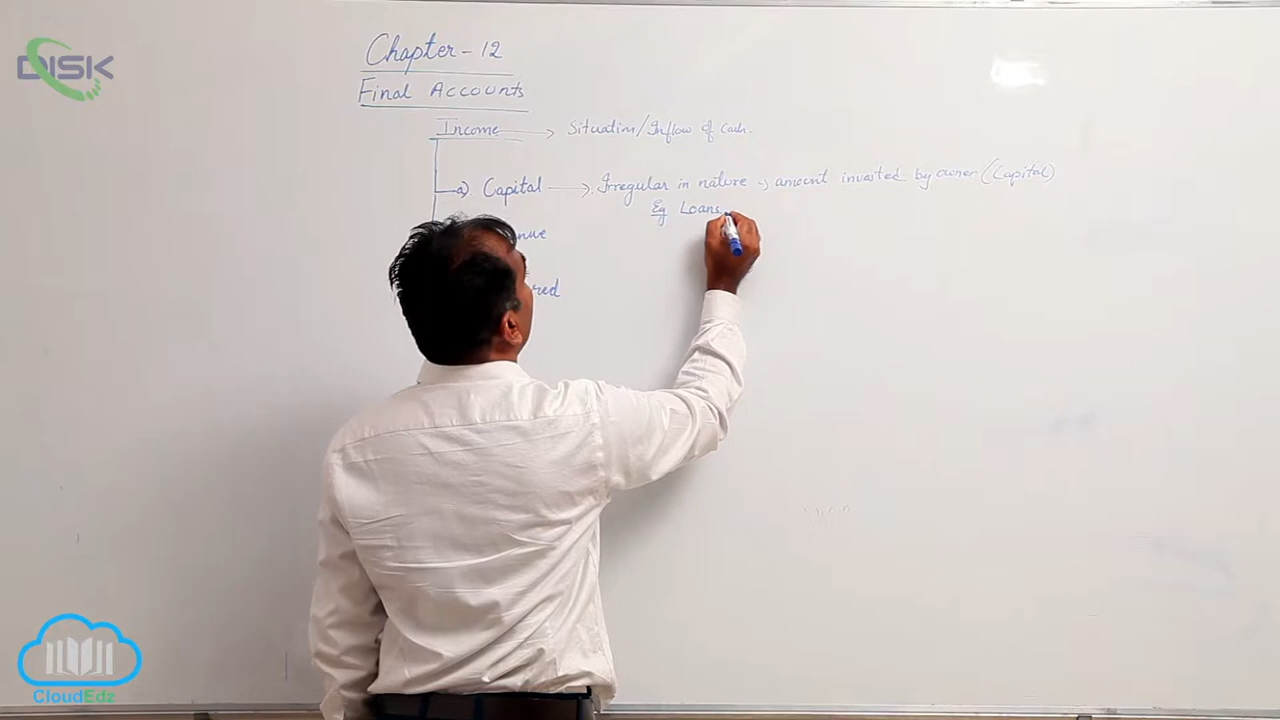 DISK
Chapter - 12
Final Accounts
Income → Situation/Inflow of Cash.
a). Capital → Irregular in nature → amount invested by owner (Capital)
Eg Loans,
nue
red
CloudEdz